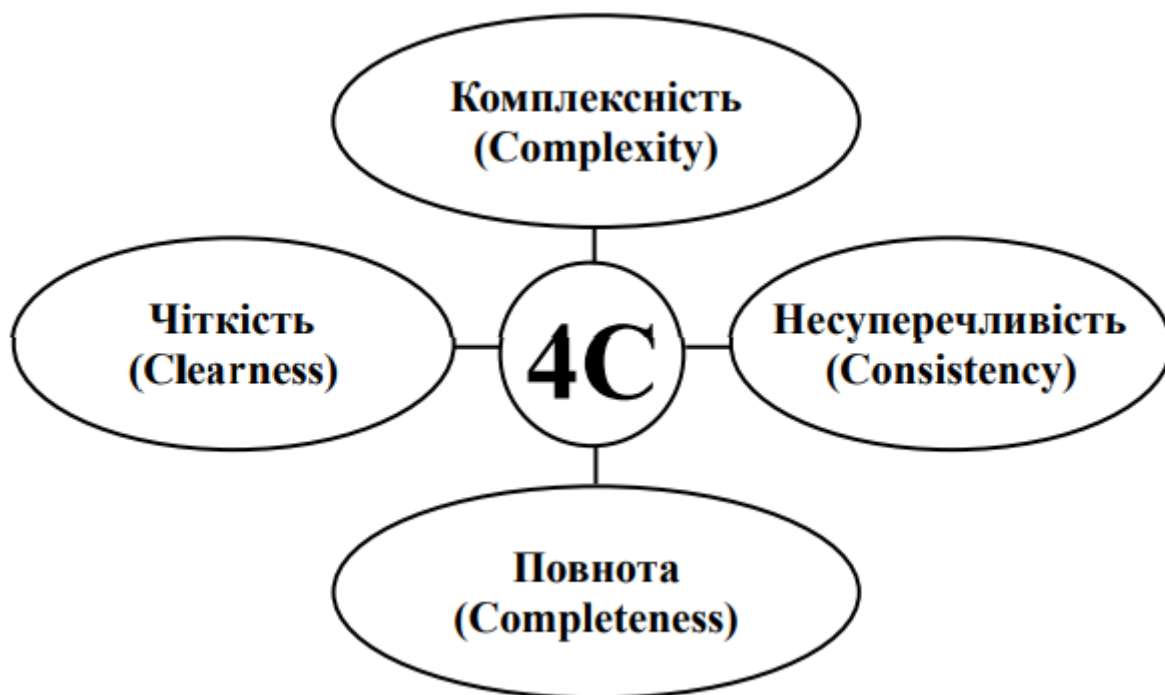 Комплексність
(Complexity)
Чіткість
(Clearness)
4C
Несуперечливість
(Consistency)
Повнота
(Completeness)